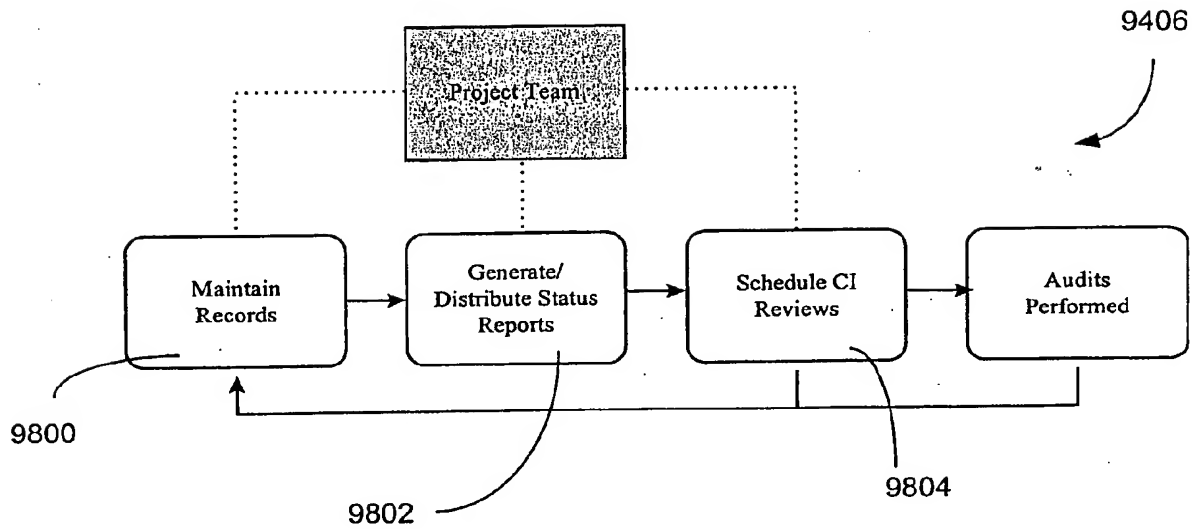 9406
Project Team
Maintain
Records
Generate/
Distribute Status
Reports
Schedule CI
Reviews
Audits
Performed
9800
9802
9804